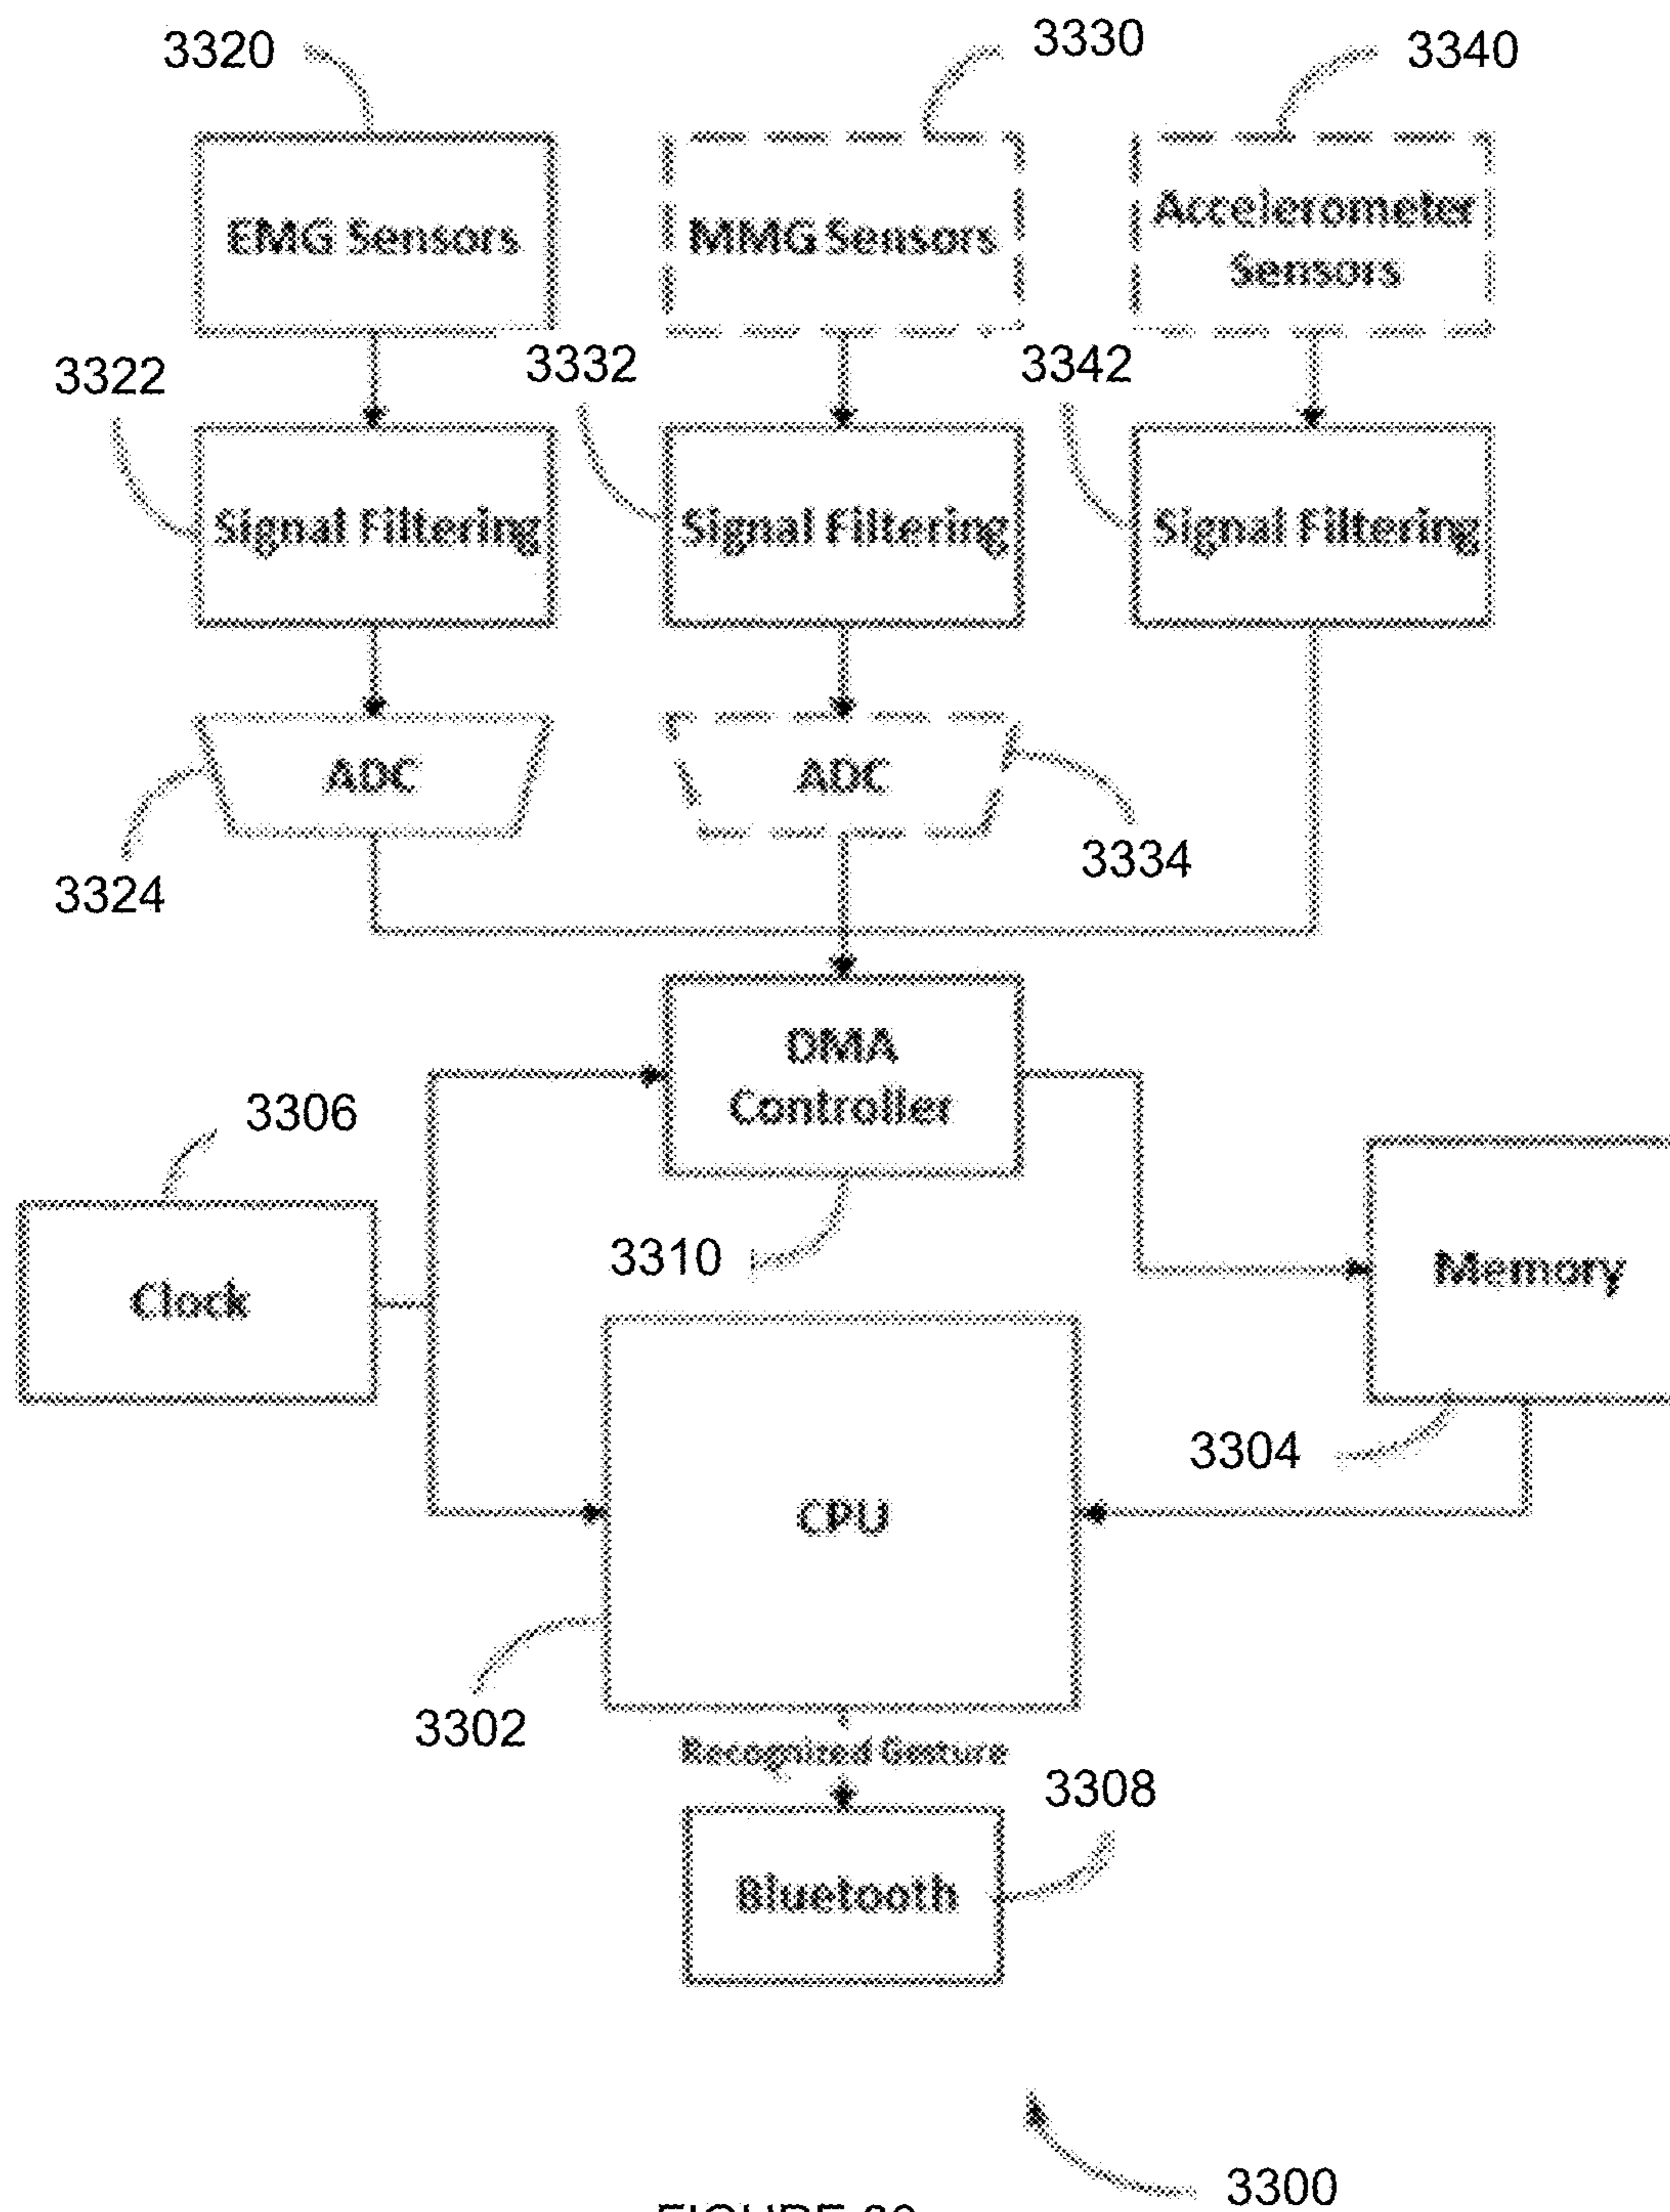 3320
3330
3340
EMG Sensors
MMG Sensors
Accelerometer
Sensors
3322
3332
3342
Signal Filtering
Signal Filtering
Signal Filtering
ADC
ADC
3324
3334
DMA
Controller
3306
3310
Clock
Memory
3304
CPU
3302
Recognized Gesture
3308
Bluetooth
3300
FIGURE